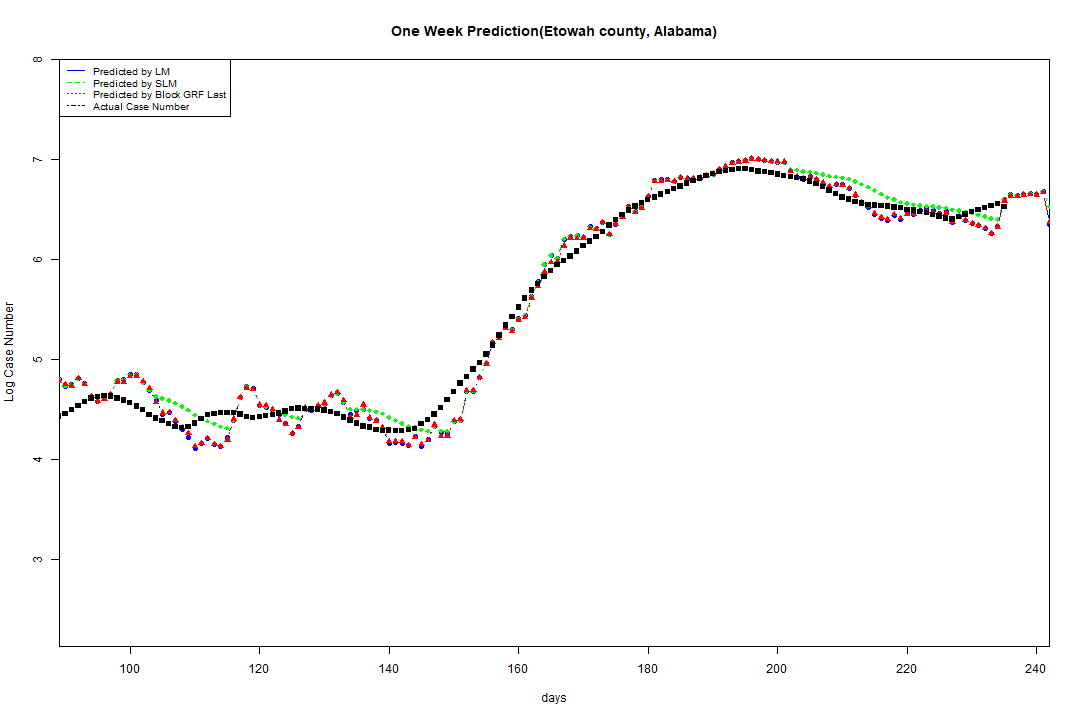 One Week Prediction(Etowah county, Alabama)
Predicted by LM
Predicted by SLM
Predicted by Block GRF Last
Actual Case Number
8
7
6
5
4
3
Log Case Number
100 120 140 160 180 200 220 240
days